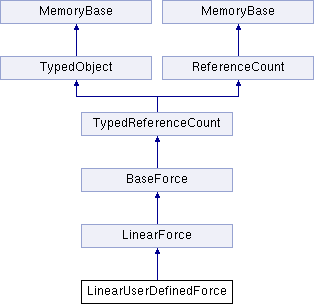 MemoryBase
MemoryBase
TypedObject
ReferenceCount
TypedReferenceCount
BaseForce
LinearForce
LinearUserDefinedForce